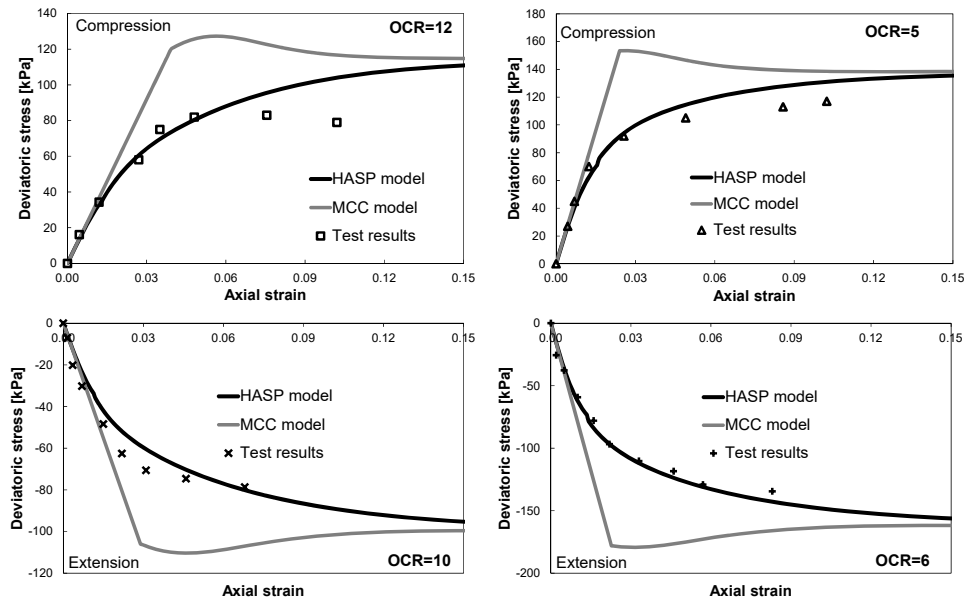 Compression
OCR=12
Deviatoric stress [kPa]
140
120
100
80
60
40
20
0
HASP model
MCC model
Test results
0.00
0.03
0.06
0.09
0.12
0.15
Axial strain
Compression
OCR=5
Deviatoric stress [kPa]
180
160
140
120
100
80
60
40
20
0
HASP model
MCC model
Test results
0.00
0.03
0.06
0.09
0.12
0.15
Axial strain
0.00
0.03
0.06
0.09
0.12
0.15
Deviatoric stress [kPa]
0
-20
-40
-60
-80
-100
-120
HASP model
MCC model
Test results
Extension
OCR=10
Axial strain
0.00
0.03
0.06
0.09
0.12
0.15
Deviatoric stress [kPa]
0
-50
-100
-150
-200
HASP model
MCC model
Test results
Extension
OCR=6
Axial strain